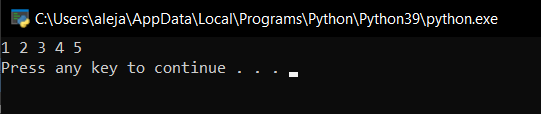 C:\Users\aleja\AppData\Local\Programs\Python\Python39\python.exe
1 2 3 4 5
Press any key to continue . . .